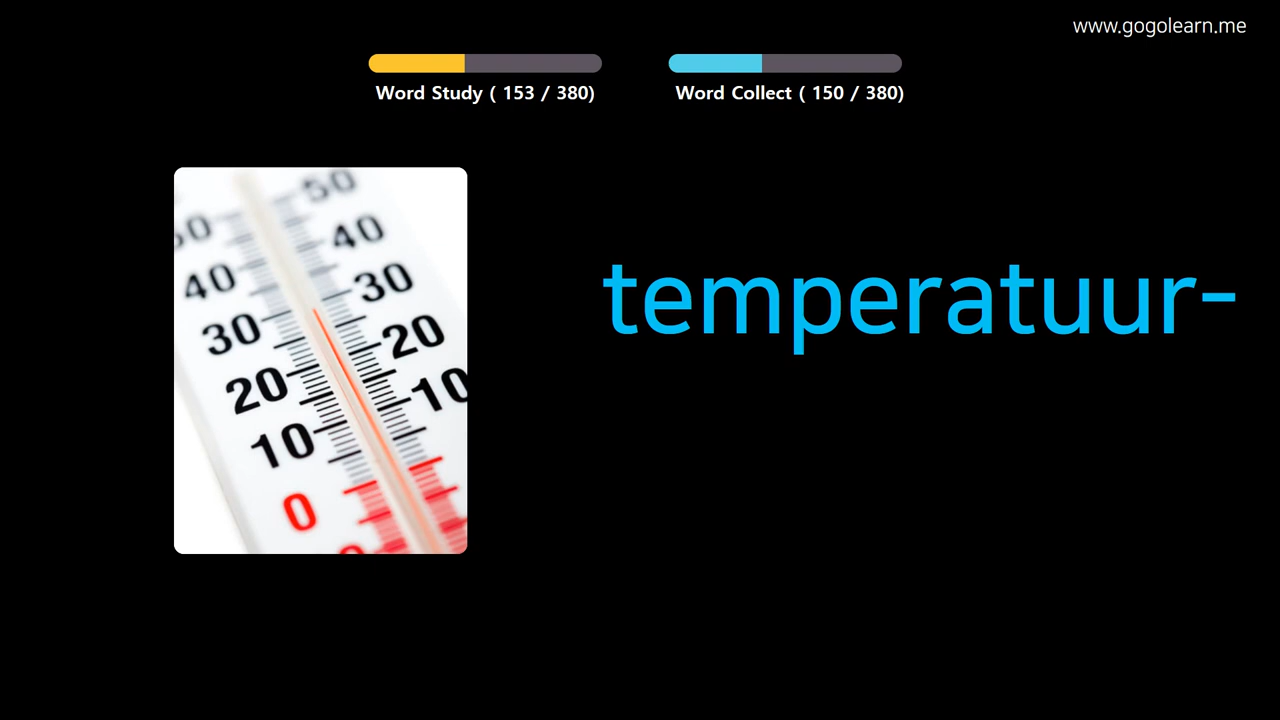 www.gogolearn.me
Word Study ( 153 / 380)
Word Collect ( 150 / 380)
temperatuur-
50
40
40
30
30
20
20
10
10
0